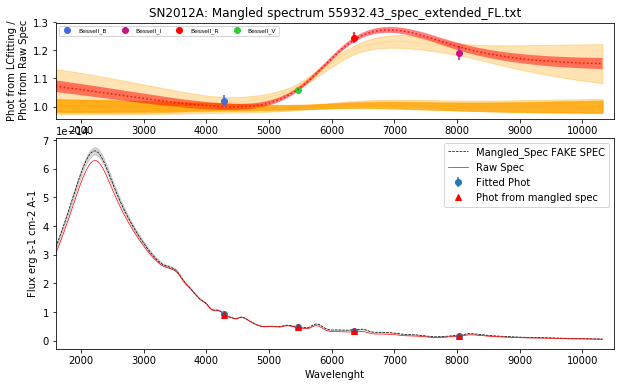 SN2012A: Mangled spectrum 55932.43_spec_extended_FL.txt
Phot from LCfitting /
Phot from Raw Spec
1.3
1.2
1.1
1.0
Bessell_B
Bessell_I
Bessell_R
Bessell_V
2000 3000 4000 5000 6000 7000 8000 9000 10000
1e−14
Flux erg s-1 cm-2 A-1
7
6
5
4
3
2
1
0
Mangled_Spec FAKE SPEC
Raw Spec
Fitted Phot
Phot from mangled spec
2000 3000 4000 5000 6000 7000 8000 9000 10000
Wavelenght